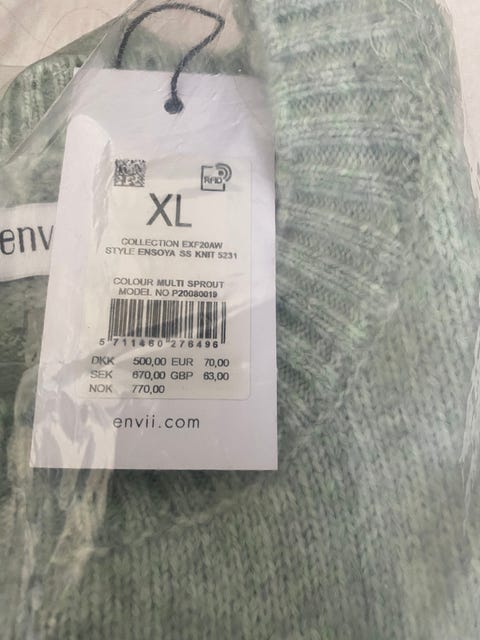 env
RFID
XL
COLLECTION EXF20AW
STYLE ENSOYA SS KNIT 5231
COLOUR MULTI SPROUT
MODEL NO P20080019
5 711460 276496
DKK 500,00 EUR 70,00
SEK 670,00 GBP 63,00
NOK 770,00
envii.com